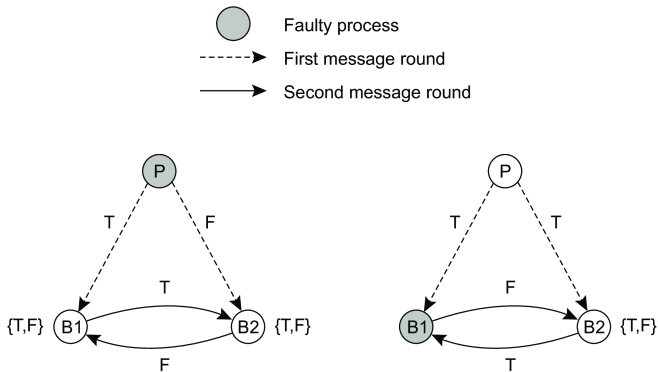 Faulty process
First message round
Second message round
P P
T F T T
T F
{T,F} B1 B2 {T,F} B1 B2 {T,F}
F T